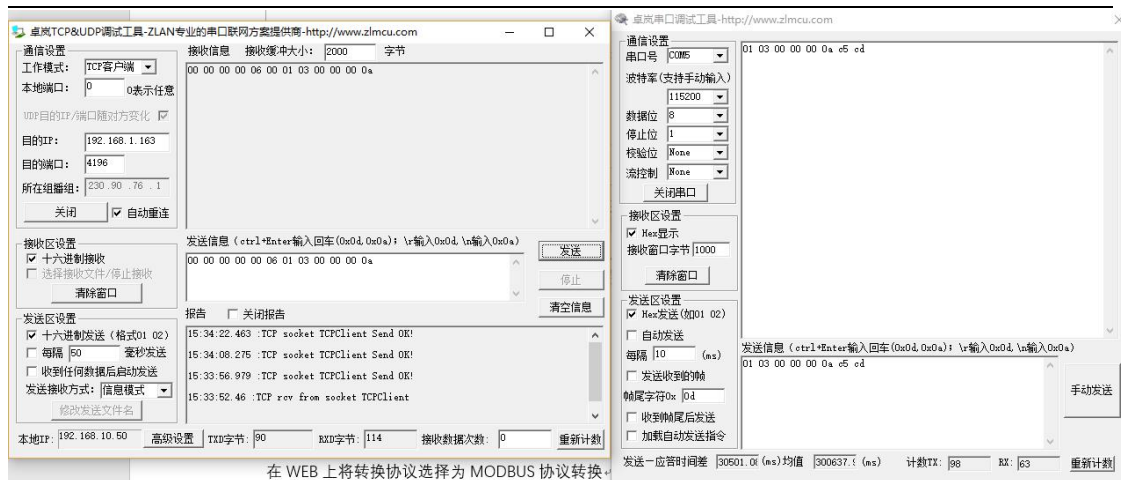 卓岚TCP&UDP调试工具-ZLAN专业的串口联网方案提供商-http://www.zlmcu.com
通信设置
工作模式: TCP客户端
本地端口: 0 0表示任意
UDP目的IP/端口随对方变化
目的IP: 192.168.1.163
目的端口: 4196
所在组播组: 230 .90 .76 .1
关闭 自动重连
接收区设置
十六进制接收
选择接收文件/停止接收
清除窗口
发送区设置
十六进制发送（格式01 02）
每隔 50 毫秒发送
收到任何数据后启动发送
发送接收方式: 信息模式
修改发送文件名
接收信息 接收缓冲大小: 2000 字节
00 00 00 00 06 00 01 03 00 00 00 0a
发送信息（ctrl+Enter输入回车(0x0d,0x0a)；\r输入0x0d,\n输入0x0a)
00 00 00 00 00 06 01 03 00 00 00 0a
发送
停止
清空信息
报告 关闭报告
15:34:22.463 :TCP socket TCPClient Send OK!
15:34:08.275 :TCP socket TCPClient Send OK!
15:33:56.979 :TCP socket TCPClient Send OK!
15:33:52.46 :TCP rcv from socket TCPClient
本地IP: 192.168.10.50 高级设置 TXD字节: 90 RXD字节: 114 接收数据次数: 0 重新计数
在 WEB 上将转换协议选择为 MODBUS 协议转换
卓岚串口调试工具-http://www.zlmcu.com
通信设置
串口号 COM5
波特率(支持手动输入)
115200
数据位 8
停止位 1
校验位 None
流控制 None
关闭串口
接收区设置
Hex显示
接收窗口字节 1000
清除窗口
发送区设置
Hex发送(如01 02)
自动发送
每隔 10 (ms)
发送收到的帧
帧尾字符0x 0d
收到帧尾后发送
加载自动发送指令
01 03 00 00 00 0a c5 cd
发送信息（ctrl+Enter输入回车(0x0d,0x0a)；\r输入0x0d,\n输入0x0a)
01 03 00 00 00 0a c5 cd
手动发送
发送一应答时间差 30501.0 (ms)均值 300637. (ms) 计数TX: 98 RX: 63 重新计数